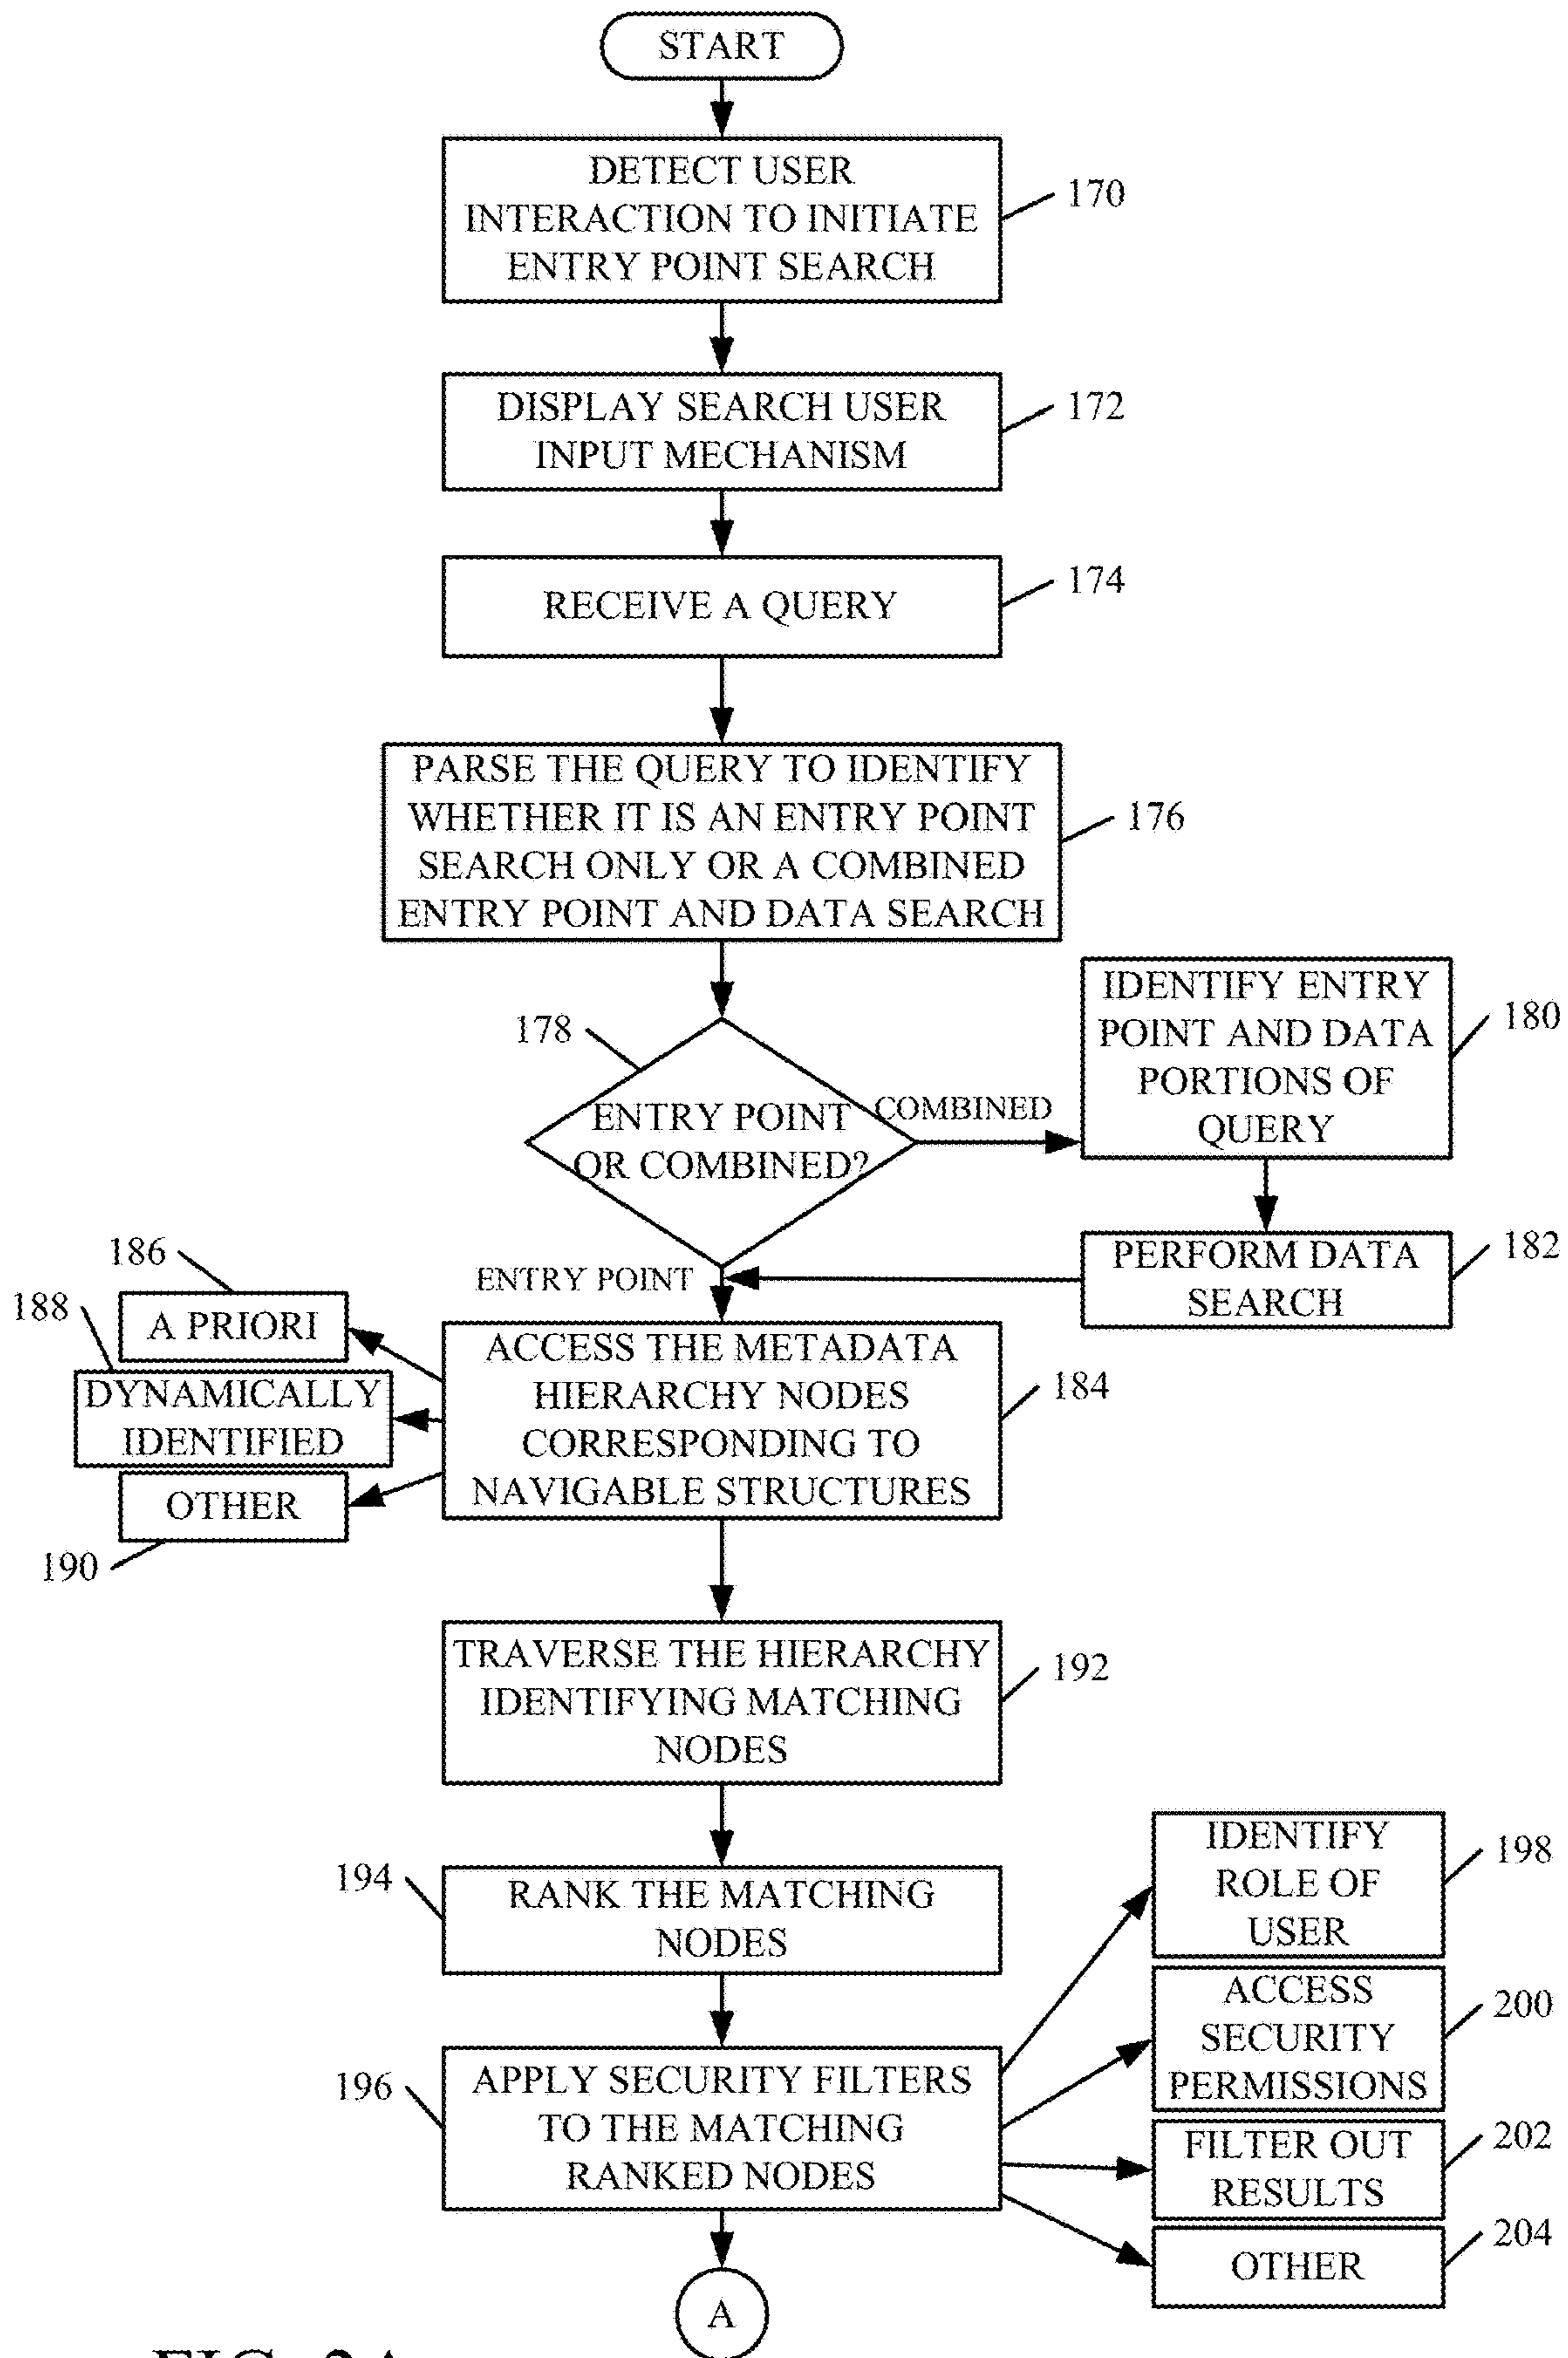 START
DETECT USER
INTERACTION TO INITIATE
ENTRY POINT SEARCH
170
DISPLAY SEARCH USER
INPUT MECHANISM
172
RECEIVE A QUERY
174
PARSE THE QUERY TO IDENTIFY
WHETHER IT IS AN ENTRY POINT
SEARCH ONLY OR A COMBINED
ENTRY POINT AND DATA SEARCH
176
178
ENTRY POINT
OR COMBINED?
COMBINED
IDENTIFY ENTRY
POINT AND DATA
PORTIONS OF
QUERY
180
PERFORM DATA
SEARCH
182
ENTRY POINT
186
A PRIORI
188
DYNAMICALLY
IDENTIFIED
OTHER
190
ACCESS THE METADATA
HIERARCHY NODES
CORRESPONDING TO
NAVIGABLE STRUCTURES
184
TRAVERSE THE HIERARCHY
IDENTIFYING MATCHING
NODES
192
194
RANK THE MATCHING
NODES
196
APPLY SECURITY FILTERS
TO THE MATCHING
RANKED NODES
IDENTIFY
ROLE OF
USER
198
ACCESS
SECURITY
PERMISSIONS
200
FILTER OUT
RESULTS
202
OTHER
204
A